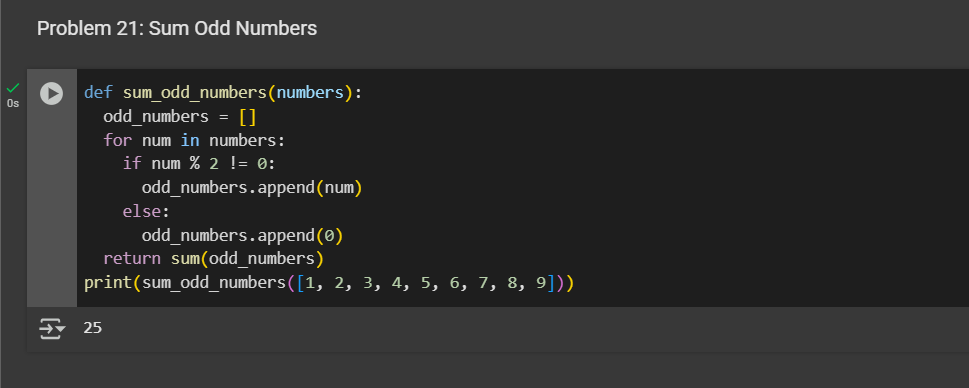 Problem 21: Sum Odd Numbers
0s
def sum_odd_numbers(numbers):
  odd_numbers = []
  for num in numbers:
    if num % 2 != 0:
      odd_numbers.append(num)
    else:
      odd_numbers.append(0)
  return sum(odd_numbers)
print(sum_odd_numbers([1, 2, 3, 4, 5, 6, 7, 8, 9]))
25